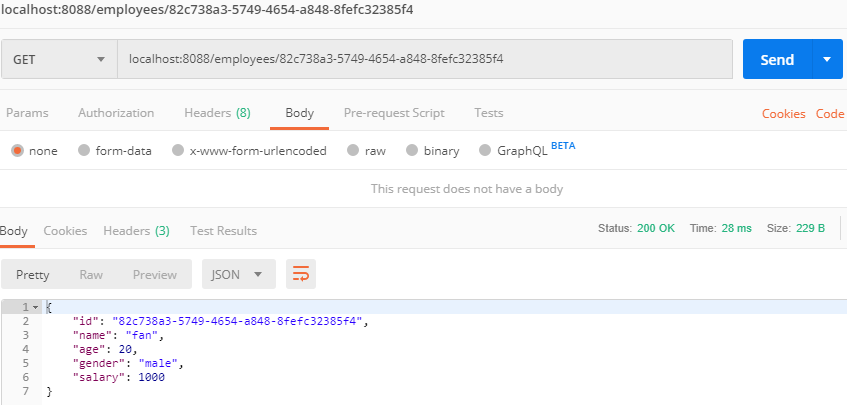 localhost:8088/employees/82c738a3-5749-4654-a848-8fefc32385f4
GET localhost:8088/employees/82c738a3-5749-4654-a848-8fefc32385f4 Send
Params Authorization Headers (8) Body Pre-request Script Tests Cookies Code
none form-data x-www-form-urlencoded raw binary GraphQL BETA
This request does not have a body
Body Cookies Headers (3) Test Results Status: 200 OK Time: 28 ms Size: 229 B
Pretty Raw Preview JSON
1 {
2 "id": "82c738a3-5749-4654-a848-8fefc32385f4",
3 "name": "fan",
4 "age": 20,
5 "gender": "male",
6 "salary": 1000
7 }